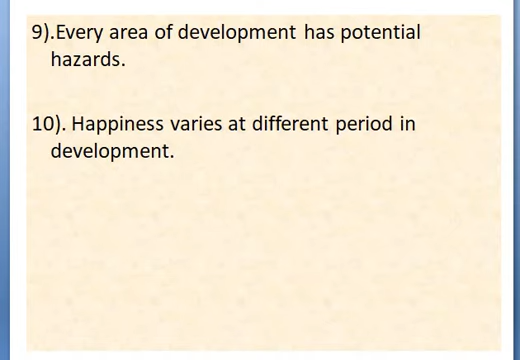 9).Every area of development has potential
hazards.
10). Happiness varies at different period in
development.